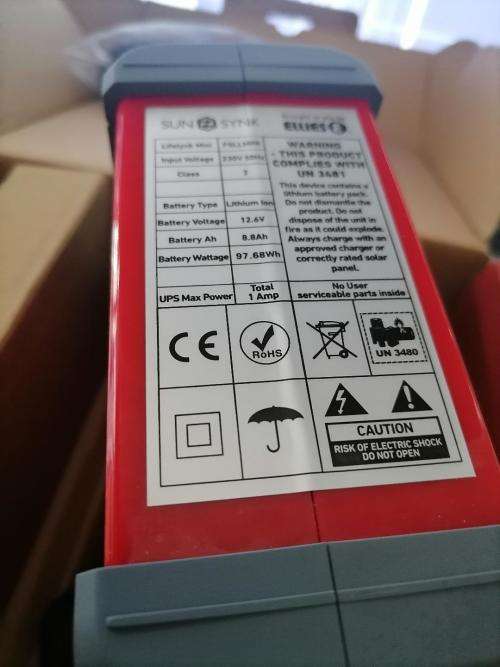 SUN SYNK
ELLIES
Lifelynk Mini
Input Voltage 230V 50Hz
Class 7
Battery Type Lithium Ion
Battery Voltage 12.6V
Battery Ah 8.8Ah
Battery Wattage 97.68Wh
UPS Max Power Total 1 Amp
WARNING
- THIS PRODUCT
COMPLIES WITH
UN 3481
This device contains a
lithium battery pack.
Do not dismantle the
product. Do not
dispose of the unit in
fire as it could explode.
Always charge with an
approved charger or
correctly rated solar
panel.
No User
serviceable parts inside
CE
RoHS
UN 3480
CAUTION
RISK OF ELECTRIC SHOCK
DO NOT OPEN